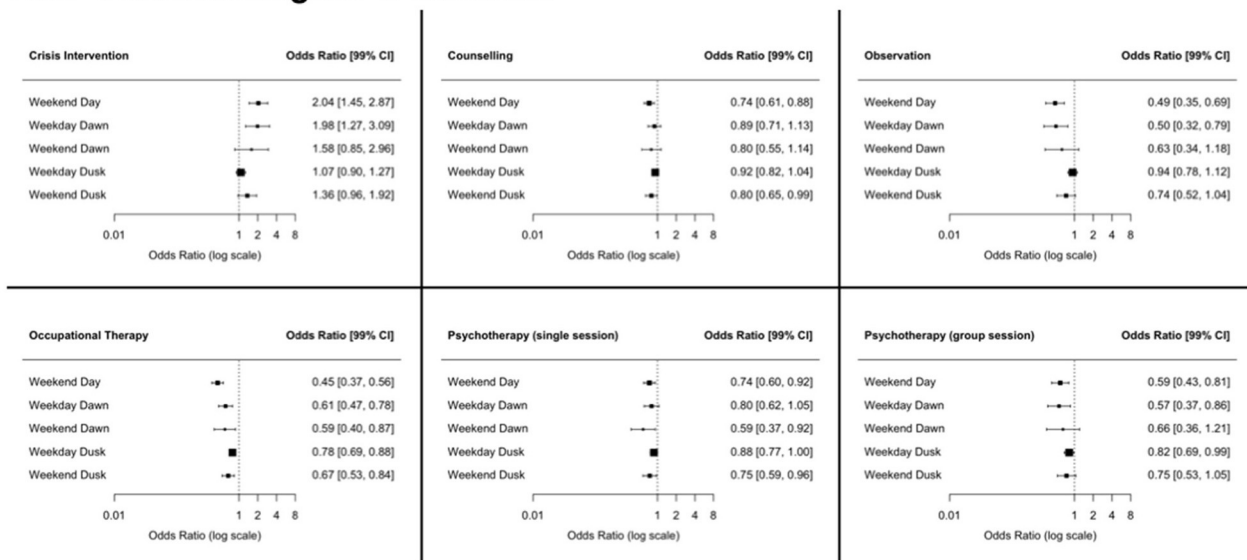 Crisis Intervention Odds Ratio [99% CI]
Weekend Day 2.04 [1.45, 2.87]
Weekday Dawn 1.98 [1.27, 3.09]
Weekend Dawn 1.58 [0.85, 2.96]
Weekday Dusk 1.07 [0.90, 1.27]
Weekend Dusk 1.36 [0.96, 1.92]
0.01 1 2 4 8
Odds Ratio (log scale)
Counselling Odds Ratio [99% CI]
Weekend Day 0.74 [0.61, 0.88]
Weekday Dawn 0.89 [0.71, 1.13]
Weekend Dawn 0.80 [0.55, 1.14]
Weekday Dusk 0.92 [0.82, 1.04]
Weekend Dusk 0.80 [0.65, 0.99]
0.01 1 2 4 8
Odds Ratio (log scale)
Observation Odds Ratio [99% CI]
Weekend Day 0.49 [0.35, 0.69]
Weekday Dawn 0.50 [0.32, 0.79]
Weekend Dawn 0.63 [0.34, 1.18]
Weekday Dusk 0.94 [0.78, 1.12]
Weekend Dusk 0.74 [0.52, 1.04]
0.01 1 2 4 8
Odds Ratio (log scale)
Occupational Therapy Odds Ratio [99% CI]
Weekend Day 0.45 [0.37, 0.56]
Weekday Dawn 0.61 [0.47, 0.78]
Weekend Dawn 0.59 [0.40, 0.87]
Weekday Dusk 0.78 [0.69, 0.88]
Weekend Dusk 0.67 [0.53, 0.84]
0.01 1 2 4 8
Odds Ratio (log scale)
Psychotherapy (single session) Odds Ratio [99% CI]
Weekend Day 0.74 [0.60, 0.92]
Weekday Dawn 0.80 [0.62, 1.05]
Weekend Dawn 0.59 [0.37, 0.92]
Weekday Dusk 0.88 [0.77, 1.00]
Weekend Dusk 0.75 [0.59, 0.96]
0.01 1 2 4 8
Odds Ratio (log scale)
Psychotherapy (group session) Odds Ratio [99% CI]
Weekend Day 0.59 [0.43, 0.81]
Weekday Dawn 0.57 [0.37, 0.86]
Weekend Dawn 0.66 [0.36, 1.21]
Weekday Dusk 0.82 [0.69, 0.99]
Weekend Dusk 0.75 [0.53, 1.05]
0.01 1 2 4 8
Odds Ratio (log scale)